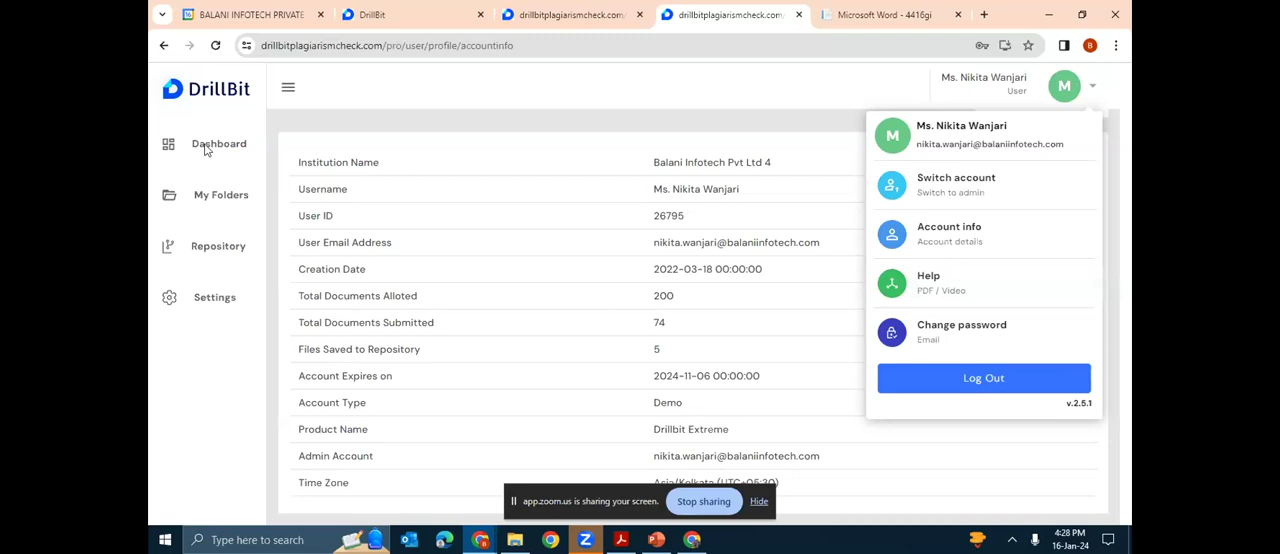 BALANI INFOTECH PRIVATE
DrillBit
drillbitplagiarismcheck.com/pro
drillbitplagiarismcheck.com/pro
Microsoft Word - 4416gi
drillbitplagiarismcheck.com/pro/user/profile/accountinfo
B
DrillBit
Ms. Nikita Wanjari
User
M
Dashboard
My Folders
Repository
Settings
Institution Name Balani Infotech Pvt Ltd 4
Username Ms. Nikita Wanjari
User ID 26795
User Email Address nikita.wanjari@balaniinfotech.com
Creation Date 2022-03-18 00:00:00
Total Documents Alloted 200
Total Documents Submitted 74
Files Saved to Repository 5
Account Expires on 2024-11-06 00:00:00
Account Type Demo
Product Name Drillbit Extreme
Admin Account nikita.wanjari@balaniinfotech.com
Time Zone Asia/Kolkata (UTC+05:30)
M
Ms. Nikita Wanjari
nikita.wanjari@balaniinfotech.com
Switch account
Switch to admin
Account info
Account details
Help
PDF / Video
Change password
Email
Log Out
v.2.5.1
app.zoom.us is sharing your screen.
Stop sharing
Hide
Type here to search
4:28 PM
16-Jan-24